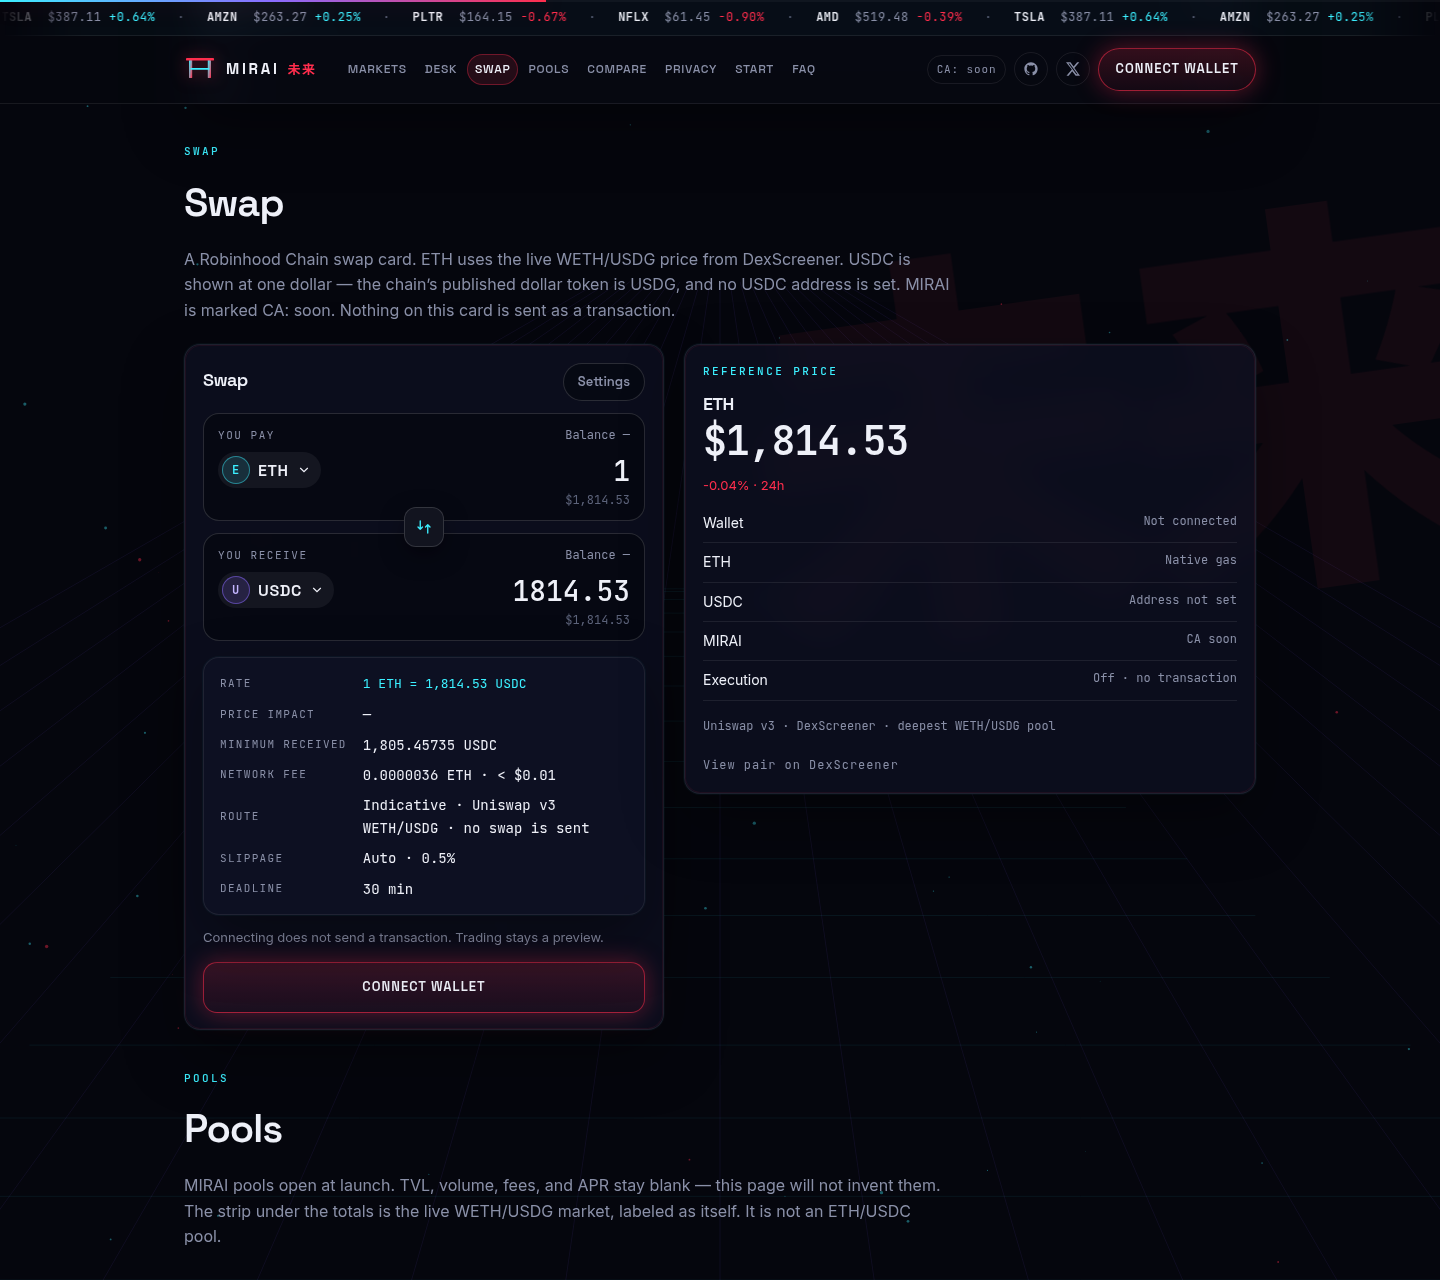 TSLA $387.11 +0.64% · AMZN $263.27 +0.25% · PLTR $164.15 -0.67% · NFLX $61.45 -0.90% · AMD $519.48 -0.39% · TSLA $387.11 +0.64% · AMZN $263.27 +0.25% ·
MIRAI 未来 MARKETS DESK SWAP POOLS COMPARE PRIVACY START FAQ CA: soon CONNECT WALLET
SWAP
Swap
A Robinhood Chain swap card. ETH uses the live WETH/USDG price from DexScreener. USDC is
shown at one dollar — the chain's published dollar token is USDG, and no USDC address is set. MIRAI
is marked CA: soon. Nothing on this card is sent as a transaction.
Swap Settings
YOU PAY Balance —
E ETH 1
$1,814.53
YOU RECEIVE Balance —
U USDC 1814.53
$1,814.53
RATE 1 ETH = 1,814.53 USDC
PRICE IMPACT —
MINIMUM RECEIVED 1,805.45735 USDC
NETWORK FEE 0.0000036 ETH · < $0.01
ROUTE Indicative · Uniswap v3
WETH/USDG · no swap is sent
SLIPPAGE Auto · 0.5%
DEADLINE 30 min
Connecting does not send a transaction. Trading stays a preview.
CONNECT WALLET
REFERENCE PRICE
ETH
$1,814.53
-0.04% · 24h
Wallet Not connected
ETH Native gas
USDC Address not set
MIRAI CA soon
Execution Off · no transaction
Uniswap v3 · DexScreener · deepest WETH/USDG pool
View pair on DexScreener
POOLS
Pools
MIRAI pools open at launch. TVL, volume, fees, and APR stay blank — this page will not invent them.
The strip under the totals is the live WETH/USDG market, labeled as itself. It is not an ETH/USDC
pool.